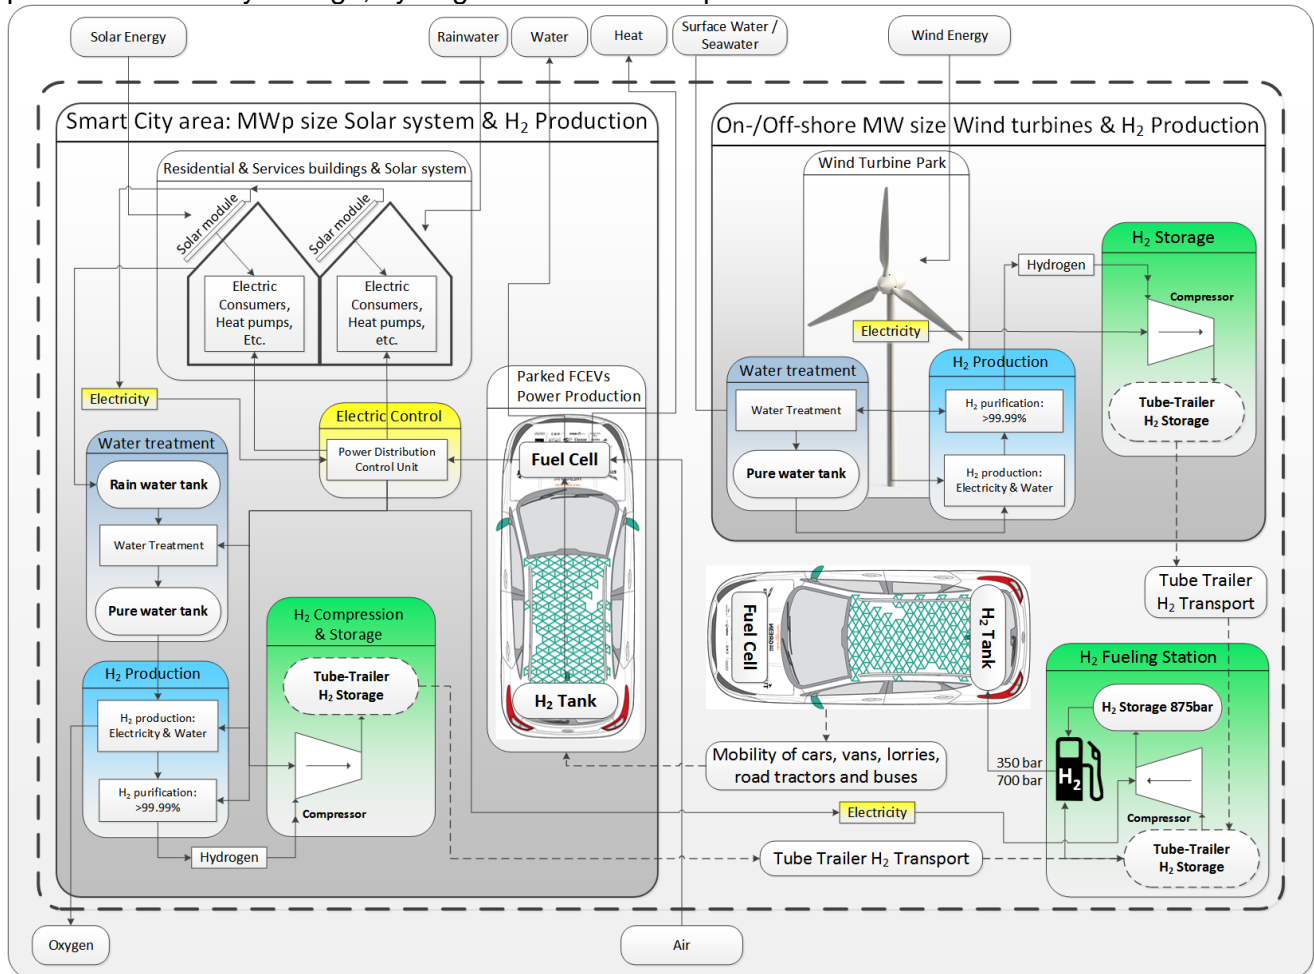 Solar Energy
Rainwater
Water
Heat
Surface Water /
Seawater
Wind Energy
Smart City area: MWp size Solar system & H₂ Production
On-/Off-shore MW size Wind turbines & H₂ Production
Residential & Services buildings & Solar system
Solar module
Solar module
Electric
Consumers,
Heat pumps,
Etc.
Electric
Consumers,
Heat pumps,
etc.
Electricity
Water treatment
Rain water tank
Water Treatment
Pure water tank
Electric Control
Power Distribution
Control Unit
Parked FCEVs
Power Production
Fuel Cell
H₂ Tank
H₂ Production
H₂ production:
Electricity & Water
H₂ purification:
>99.99%
Hydrogen
H₂ Compression
& Storage
Tube-Trailer
H₂ Storage
Compressor
Wind Turbine Park
Electricity
Water treatment
Water Treatment
Pure water tank
H₂ Production
H₂ purification:
>99.99%
H₂ production:
Electricity & Water
Hydrogen
H₂ Storage
Compressor
Tube-Trailer
H₂ Storage
Tube Trailer
H₂ Transport
Fuel Cell
H₂ Tank
Mobility of cars, vans, lorries,
road tractors and buses
H₂ Fueling Station
H₂ Storage 875bar
350 bar
700 bar
H₂
Compressor
Tube-Trailer
H₂ Storage
Electricity
Tube Trailer H₂ Transport
Oxygen
Air